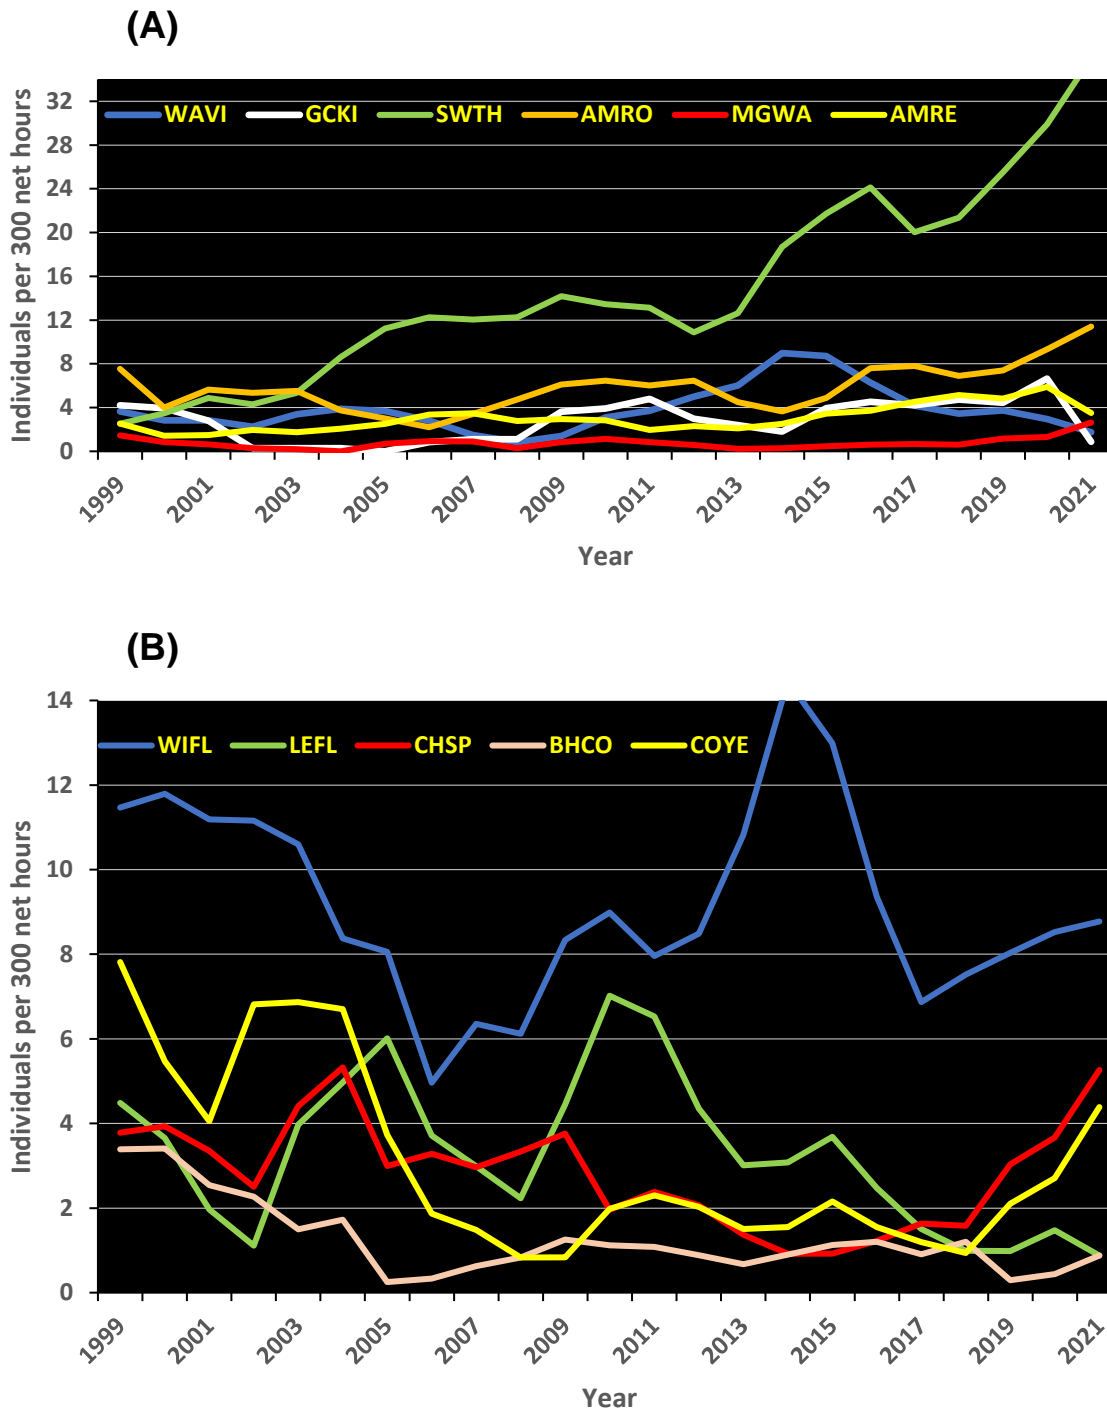 (A)
Individuals per 300 net hours
32
28
24
20
16
12
8
4
0
WAVI GCKI SWTH AMRO MGWA AMRE
1999 2001 2003 2005 2007 2009 2011 2013 2015 2017 2019 2021
Year
(B)
Individuals per 300 net hours
14
12
10
8
6
4
2
0
WIFL LEFL CHSP BHCO COYE
1999 2001 2003 2005 2007 2009 2011 2013 2015 2017 2019 2021
Year